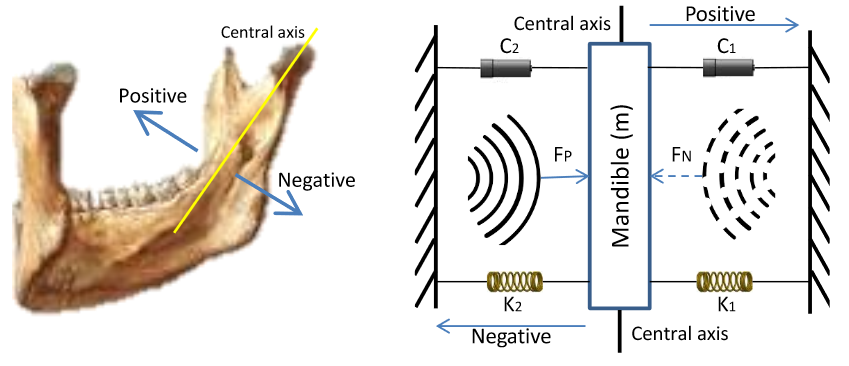 Central axis
Positive
Negative
Central axis
Positive
C2
C1
FP
FN
Mandible (m)
K2
K1
Negative
Central axis